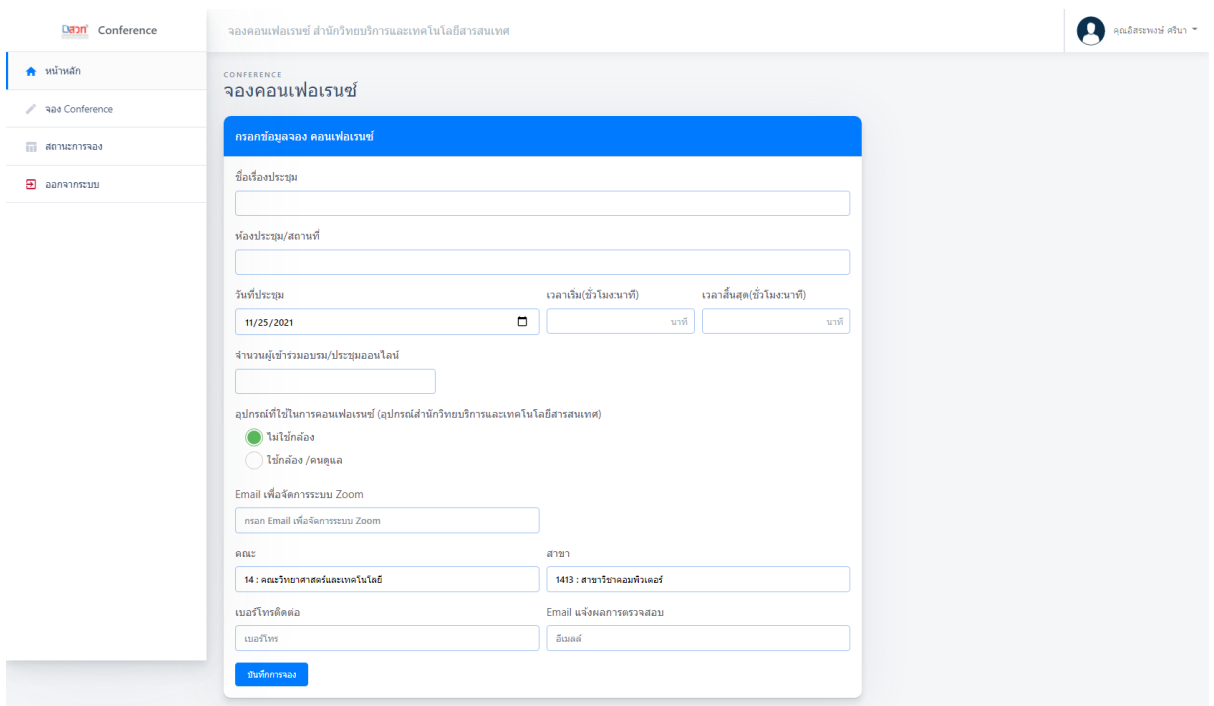 สวท Conference
จองคอนเฟอเรนซ์ สำนักวิทยบริการและเทคโนโลยีสารสนเทศ
คุณอิสระพงษ์ ศรีนา
หน้าหลัก
จอง Conference
สถานะการจอง
ออกจากระบบ
CONFERENCE
จองคอนเฟอเรนซ์
กรอกข้อมูลจอง คอนเฟอเรนซ์
ชื่อเรื่องประชุม
ห้องประชุม/สถานที่
วันที่ประชุม เวลาเริ่ม(ชั่วโมง:นาที) เวลาสิ้นสุด(ชั่วโมง:นาที)
11/25/2021 นาที นาที
จำนวนผู้เข้าร่วมอบรม/ประชุมออนไลน์
อุปกรณ์ที่ใช้ในการคอนเฟอเรนซ์ (อุปกรณ์สำนักวิทยบริการและเทคโนโลยีสารสนเทศ)
ไม่ใช้กล้อง
ใช้กล้อง /คนดูแล
Email เพื่อจัดการระบบ Zoom
กรอก Email เพื่อจัดการระบบ Zoom
คณะ สาขา
14 : คณะวิทยาศาสตร์และเทคโนโลยี 1413 : สาขาวิชาคอมพิวเตอร์
เบอร์โทรติดต่อ Email แจ้งผลการตรวจสอบ
เบอร์โทร อีเมลล์
บันทึกการจอง